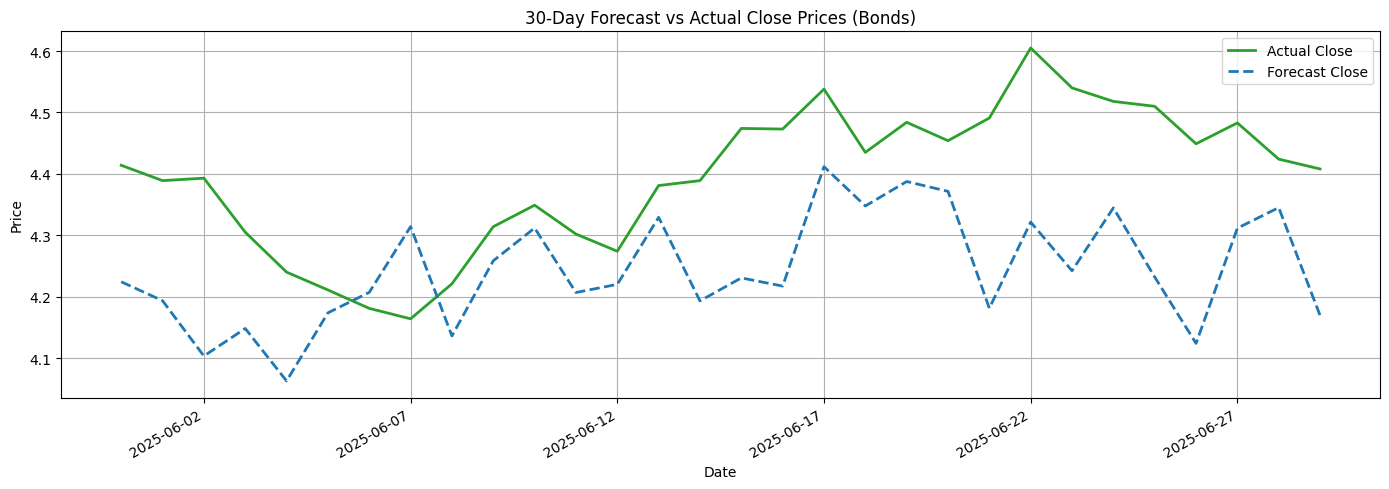 30-Day Forecast vs Actual Close Prices (Bonds)
Actual Close
Forecast Close
Price
4.6
4.5
4.4
4.3
4.2
4.1
2025-06-02
2025-06-07
2025-06-12
2025-06-17
2025-06-22
2025-06-27
Date